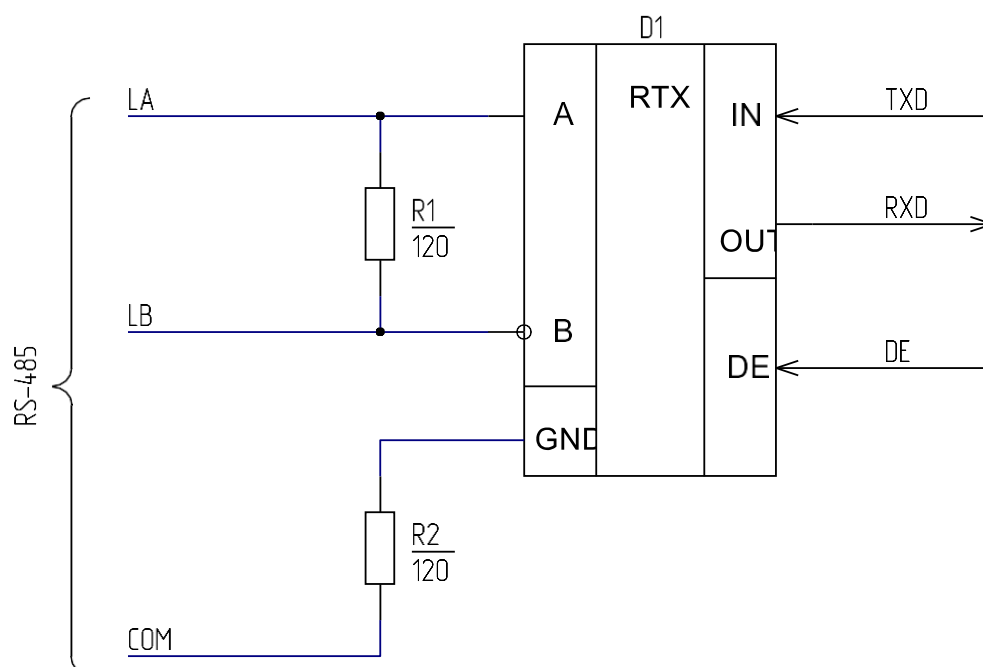 D1
LA
A
RTX
IN
TXD
R1
120
OUT
RXD
LB
B
DE
DE
RS-485
GND
R2
120
COM